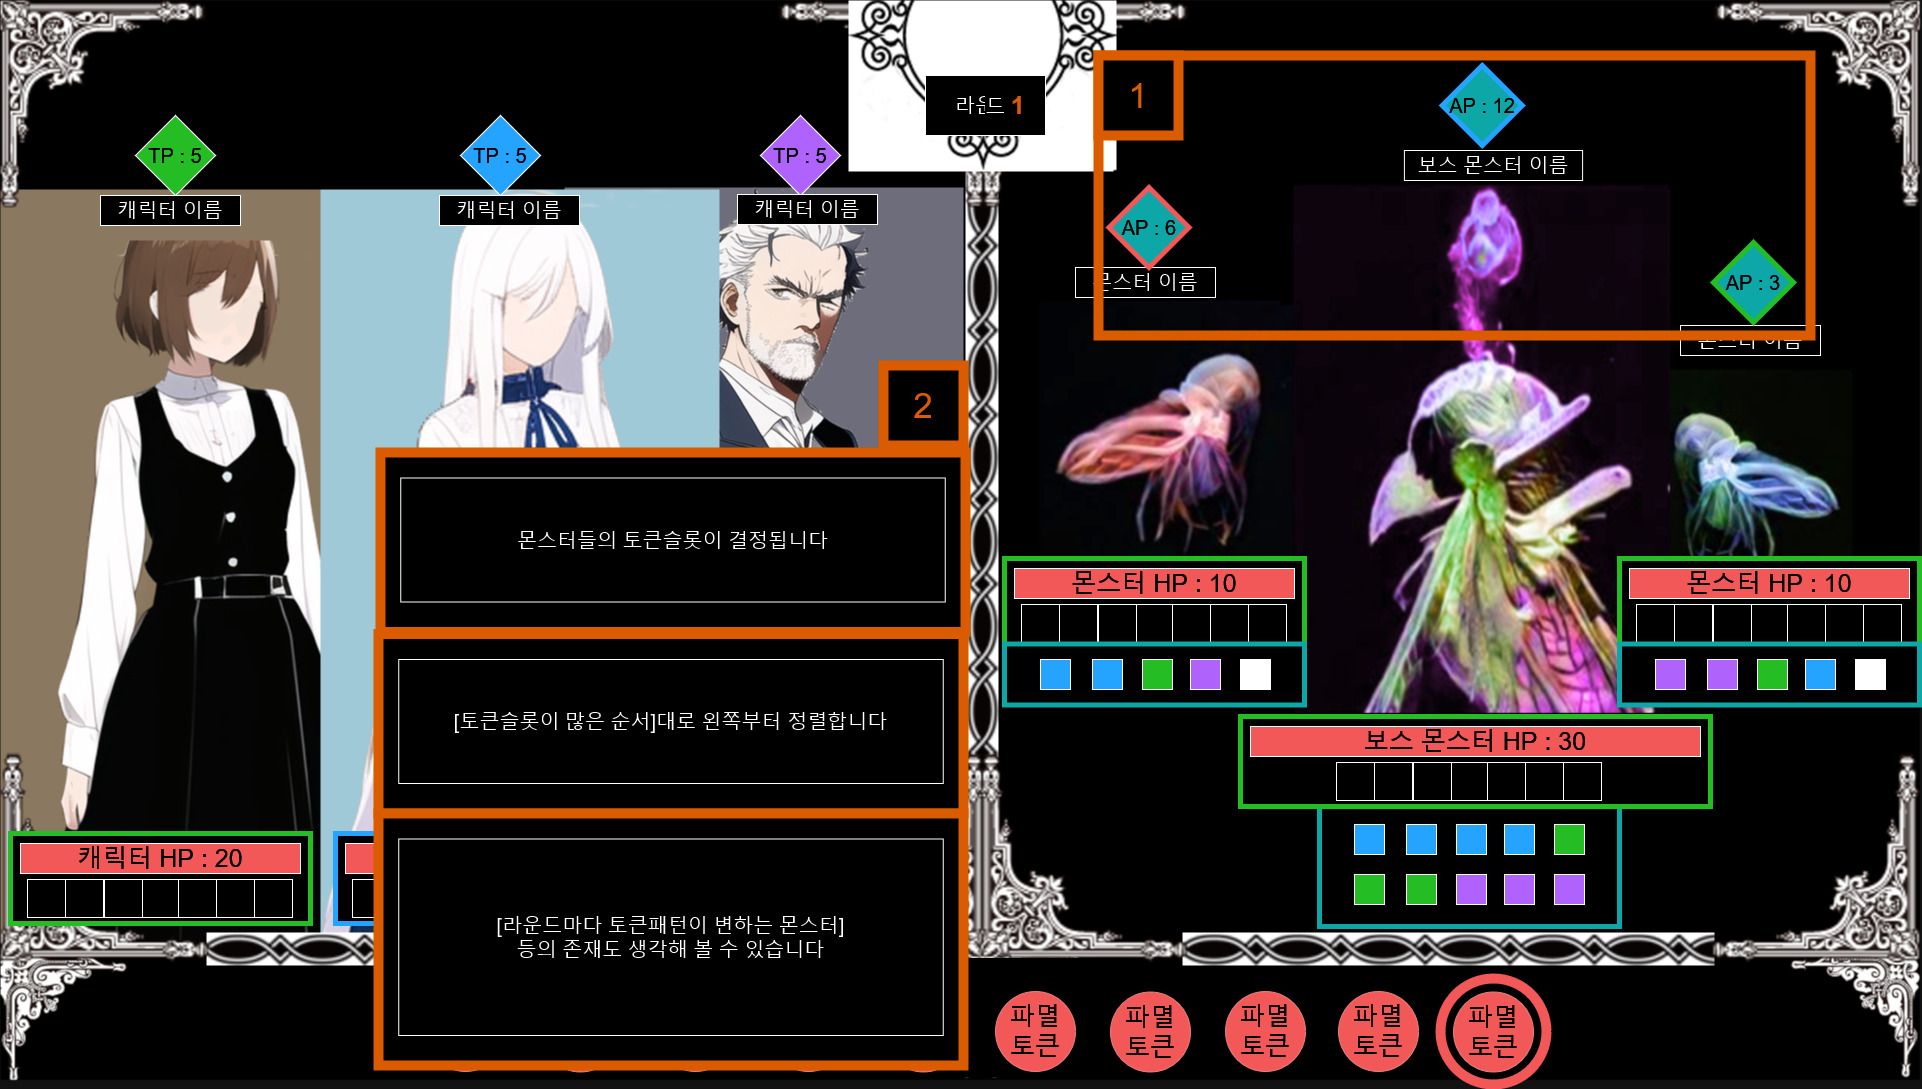 라운드 1
1
AP : 12
보스 몬스터 이름
TP : 5
TP : 5
TP : 5
캐릭터 이름
캐릭터 이름
캐릭터 이름
AP : 6
몬스터 이름
AP : 3
몬스터 이름
2
몬스터들의 토큰슬롯이 결정됩니다
[토큰슬롯이 많은 순서]대로 왼쪽부터 정렬합니다
[라운드마다 토큰패턴이 변하는 몬스터]
등의 존재도 생각해 볼 수 있습니다
몬스터 HP : 10
몬스터 HP : 10
보스 몬스터 HP : 30
캐릭터 HP : 20
파멸
토큰
파멸
토큰
파멸
토큰
파멸
토큰
파멸
토큰